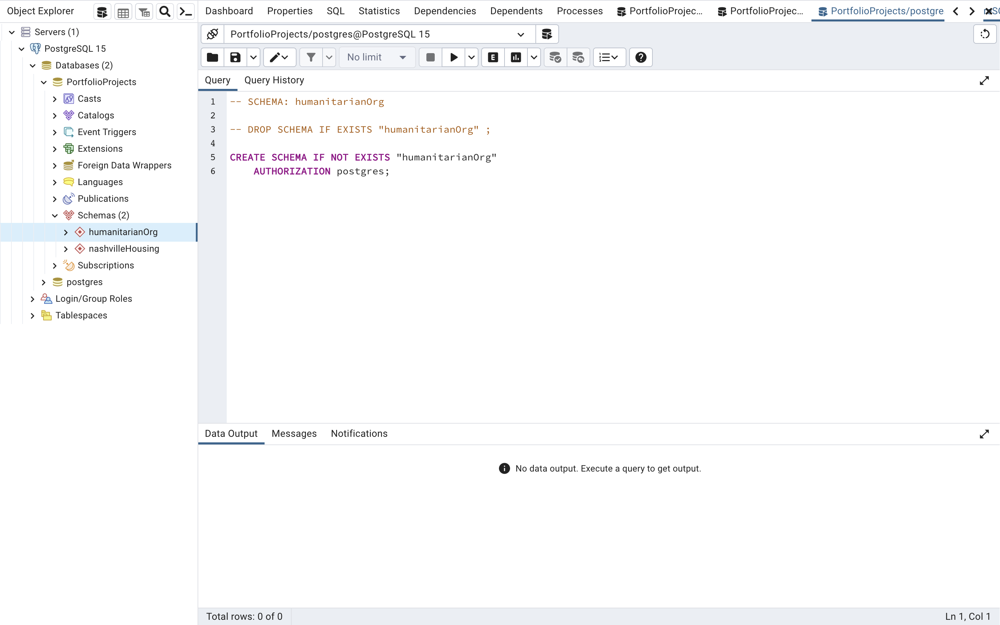 Object Explorer
Dashboard Properties SQL Statistics Dependencies Dependents Processes PortfolioProjec... PortfolioProjec... PortfolioProjects/postgre
Servers (1)
PostgreSQL 15
Databases (2)
PortfolioProjects
Casts
Catalogs
Event Triggers
Extensions
Foreign Data Wrappers
Languages
Publications
Schemas (2)
humanitarianOrg
nashvilleHousing
Subscriptions
postgres
Login/Group Roles
Tablespaces
PortfolioProjects/postgres@PostgreSQL 15
No limit
E
Query Query History
1 -- SCHEMA: humanitarianOrg
2
3 -- DROP SCHEMA IF EXISTS "humanitarianOrg" ;
4
5 CREATE SCHEMA IF NOT EXISTS "humanitarianOrg"
6 AUTHORIZATION postgres;
Data Output Messages Notifications
No data output. Execute a query to get output.
Total rows: 0 of 0
Ln 1, Col 1